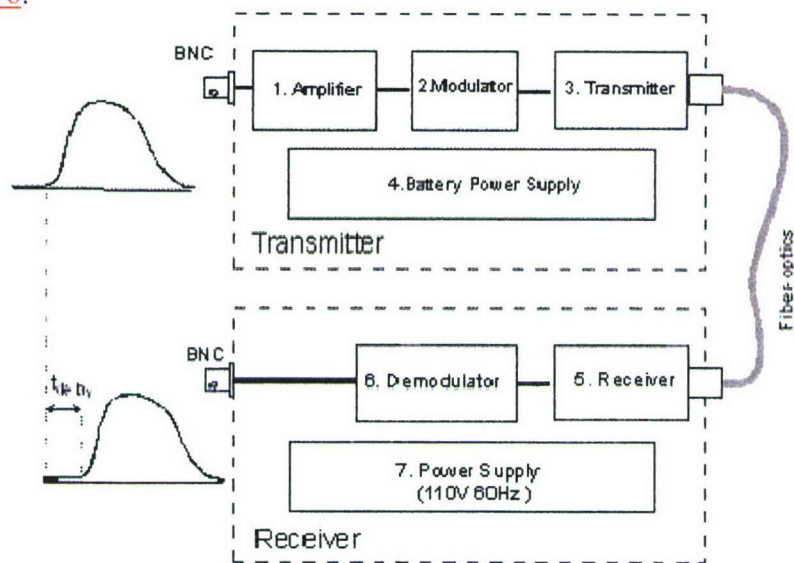 BNC
1. Amplifier
2.Modulator
3. Transmitter
4.Battery Power Supply
Transmitter
Fiber-optics
BNC
6. Demodulator
5. Receiver
7. Power Supply
(110V 60Hz )
Receiver